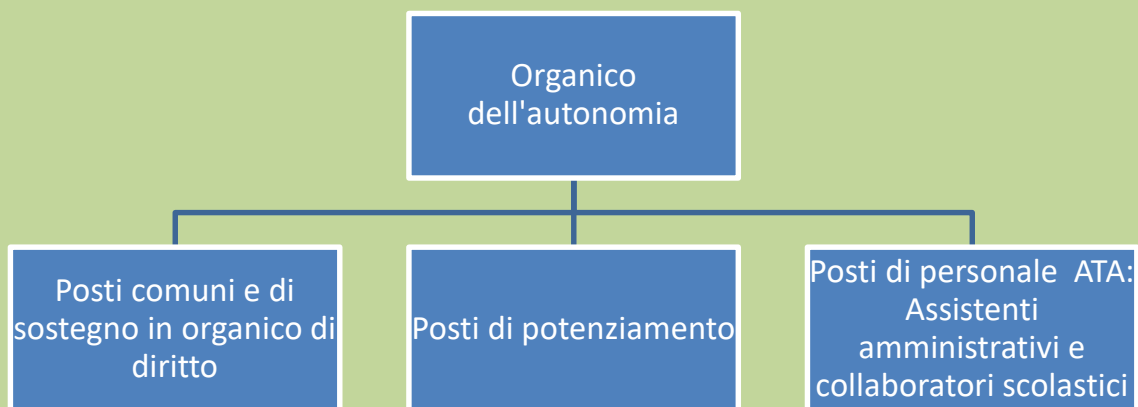 Organico
dell'autonomia
Posti comuni e di
sostegno in organico di
diritto
Posti di potenziamento
Posti di personale ATA:
Assistenti
amministrativi e
collaboratori scolastici